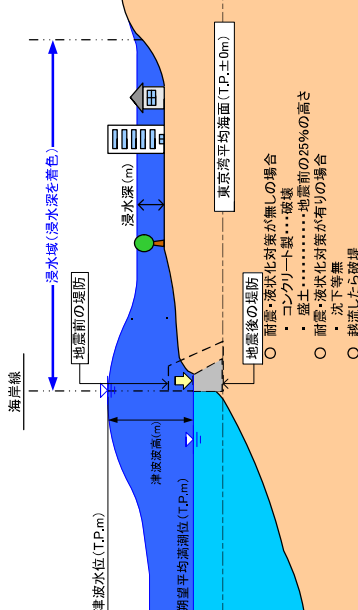 海岸線
浸水域(浸水深を着色)
浸水深(m)
地震前の堤防
津波水位(T.P.m)
津波波高(m)
朔望平均満潮位(T.P.m)
東京湾平均海面(T.P.±0m)
地震後の堤防
○ 耐震・液状化対策が無しの場合
・ コンクリート製・・・破壊
・ 盛土・・・・・・・・・・・地震前の25%の高さ
○ 耐震・液状化対策が有りの場合
・ 沈下等無
○ 越流したら破堤